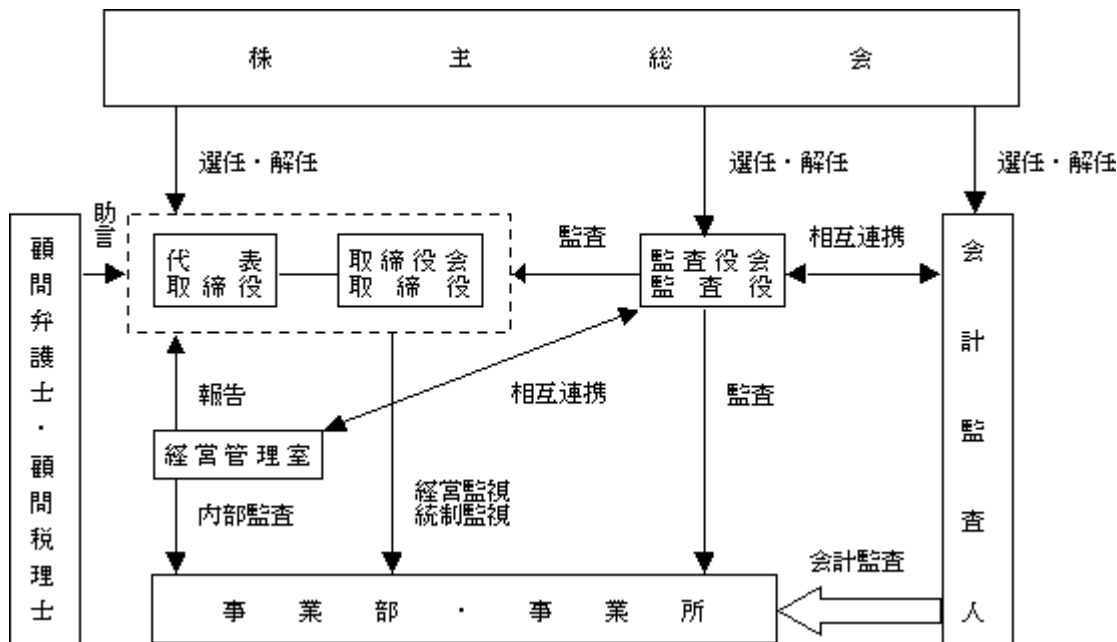 株主総会
選任・解任
選任・解任
選任・解任
助言
顧問弁護士・顧問税理士
代表
取締役
取締役会
取締役
監査
監査役会
監査役
相互連携
会計監査人
報告
相互連携
監査
経営管理室
内部監査
経営監視
統制監視
会計監査
事業部・事業所